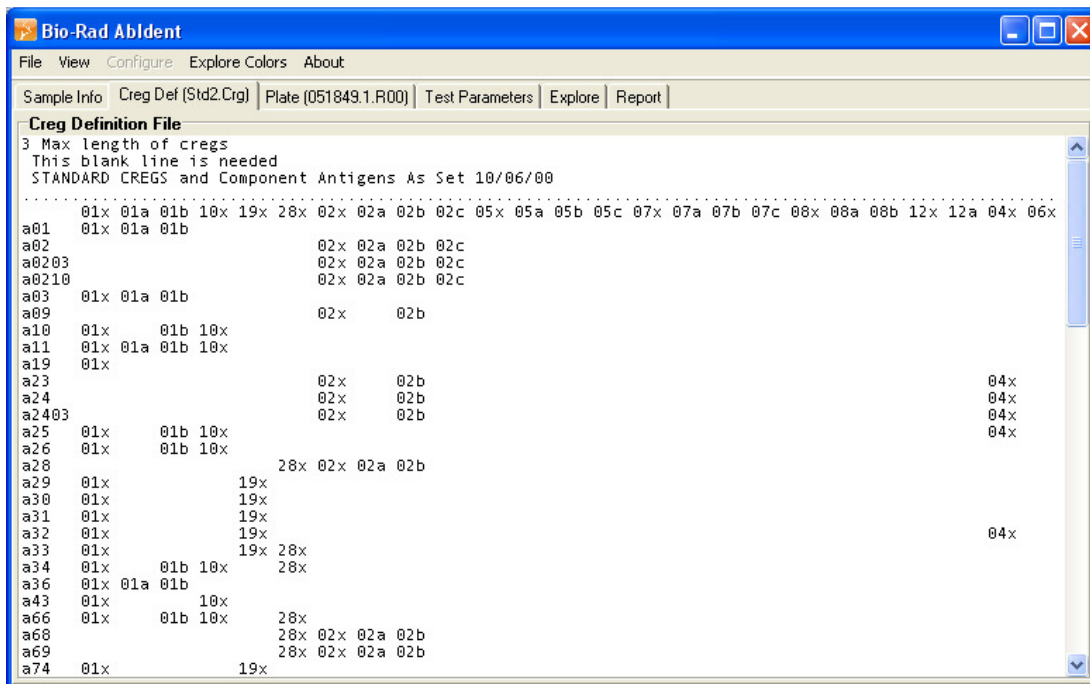 Bio-Rad AbIdent
File View Configure Explore Colors About
Sample Info Creg Def (Std2.Crg) Plate (051849.1.R00) Test Parameters Explore Report
Creg Definition File
3 Max length of cregs
This blank line is needed
STANDARD CREGS and Component Antigens As Set 10/06/00
01x 01a 01b 10x 19x 28x 02x 02a 02b 02c 05x 05a 05b 05c 07x 07a 07b 07c 08x 08a 08b 12x 12a 04x 06x
a01 01x 01a 01b
a02 02x 02a 02b 02c
a0203 02x 02a 02b 02c
a0210 02x 02a 02b 02c
a03 01x 01a 01b
a09 02x 02b
a10 01x 01b 10x
a11 01x 01a 01b 10x
a19 01x
a23 02x 02b 04x
a24 02x 02b 04x
a2403 02x 02b 04x
a25 01x 01b 10x 04x
a26 01x 01b 10x
a28 28x 02x 02a 02b
a29 01x 19x
a30 01x 19x
a31 01x 19x
a32 01x 19x 04x
a33 01x 19x 28x
a34 01x 01b 10x 28x
a36 01x 01a 01b
a43 01x 10x
a66 01x 01b 10x 28x
a68 28x 02x 02a 02b
a69 28x 02x 02a 02b
a74 01x 19x